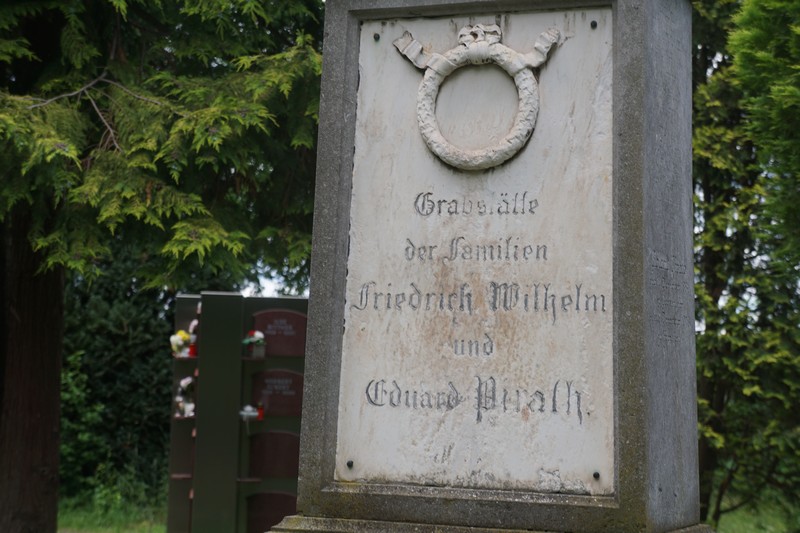 Grabstätte
der Familien
Friedrich Wilhelm
und
Eduard Pirath.